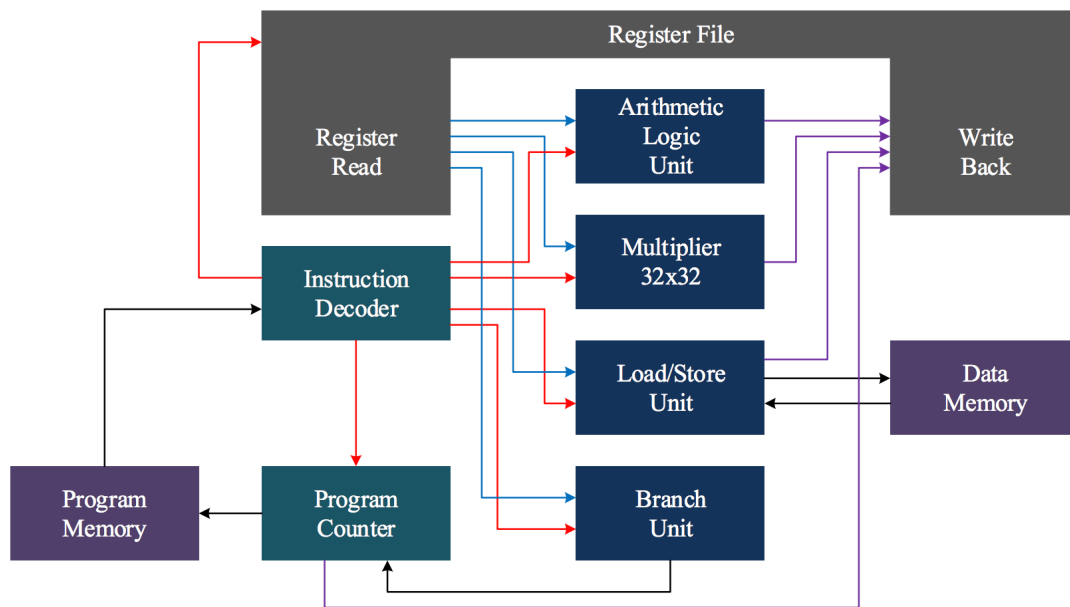 Register File
Register
Read
Arithmetic
Logic
Unit
Write
Back
Instruction
Decoder
Multiplier
32x32
Load/Store
Unit
Data
Memory
Program
Memory
Program
Counter
Branch
Unit